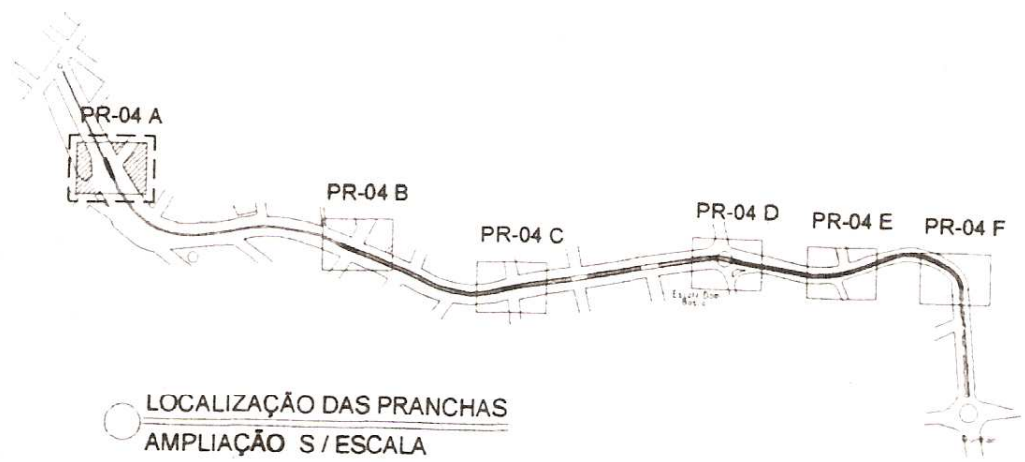 PR-04 A
PR-04 B
PR-04 C
PR-04 D
PR-04 E
PR-04 F
LOCALIZAÇÃO DAS PRANCHAS
AMPLIAÇÃO S / ESCALA